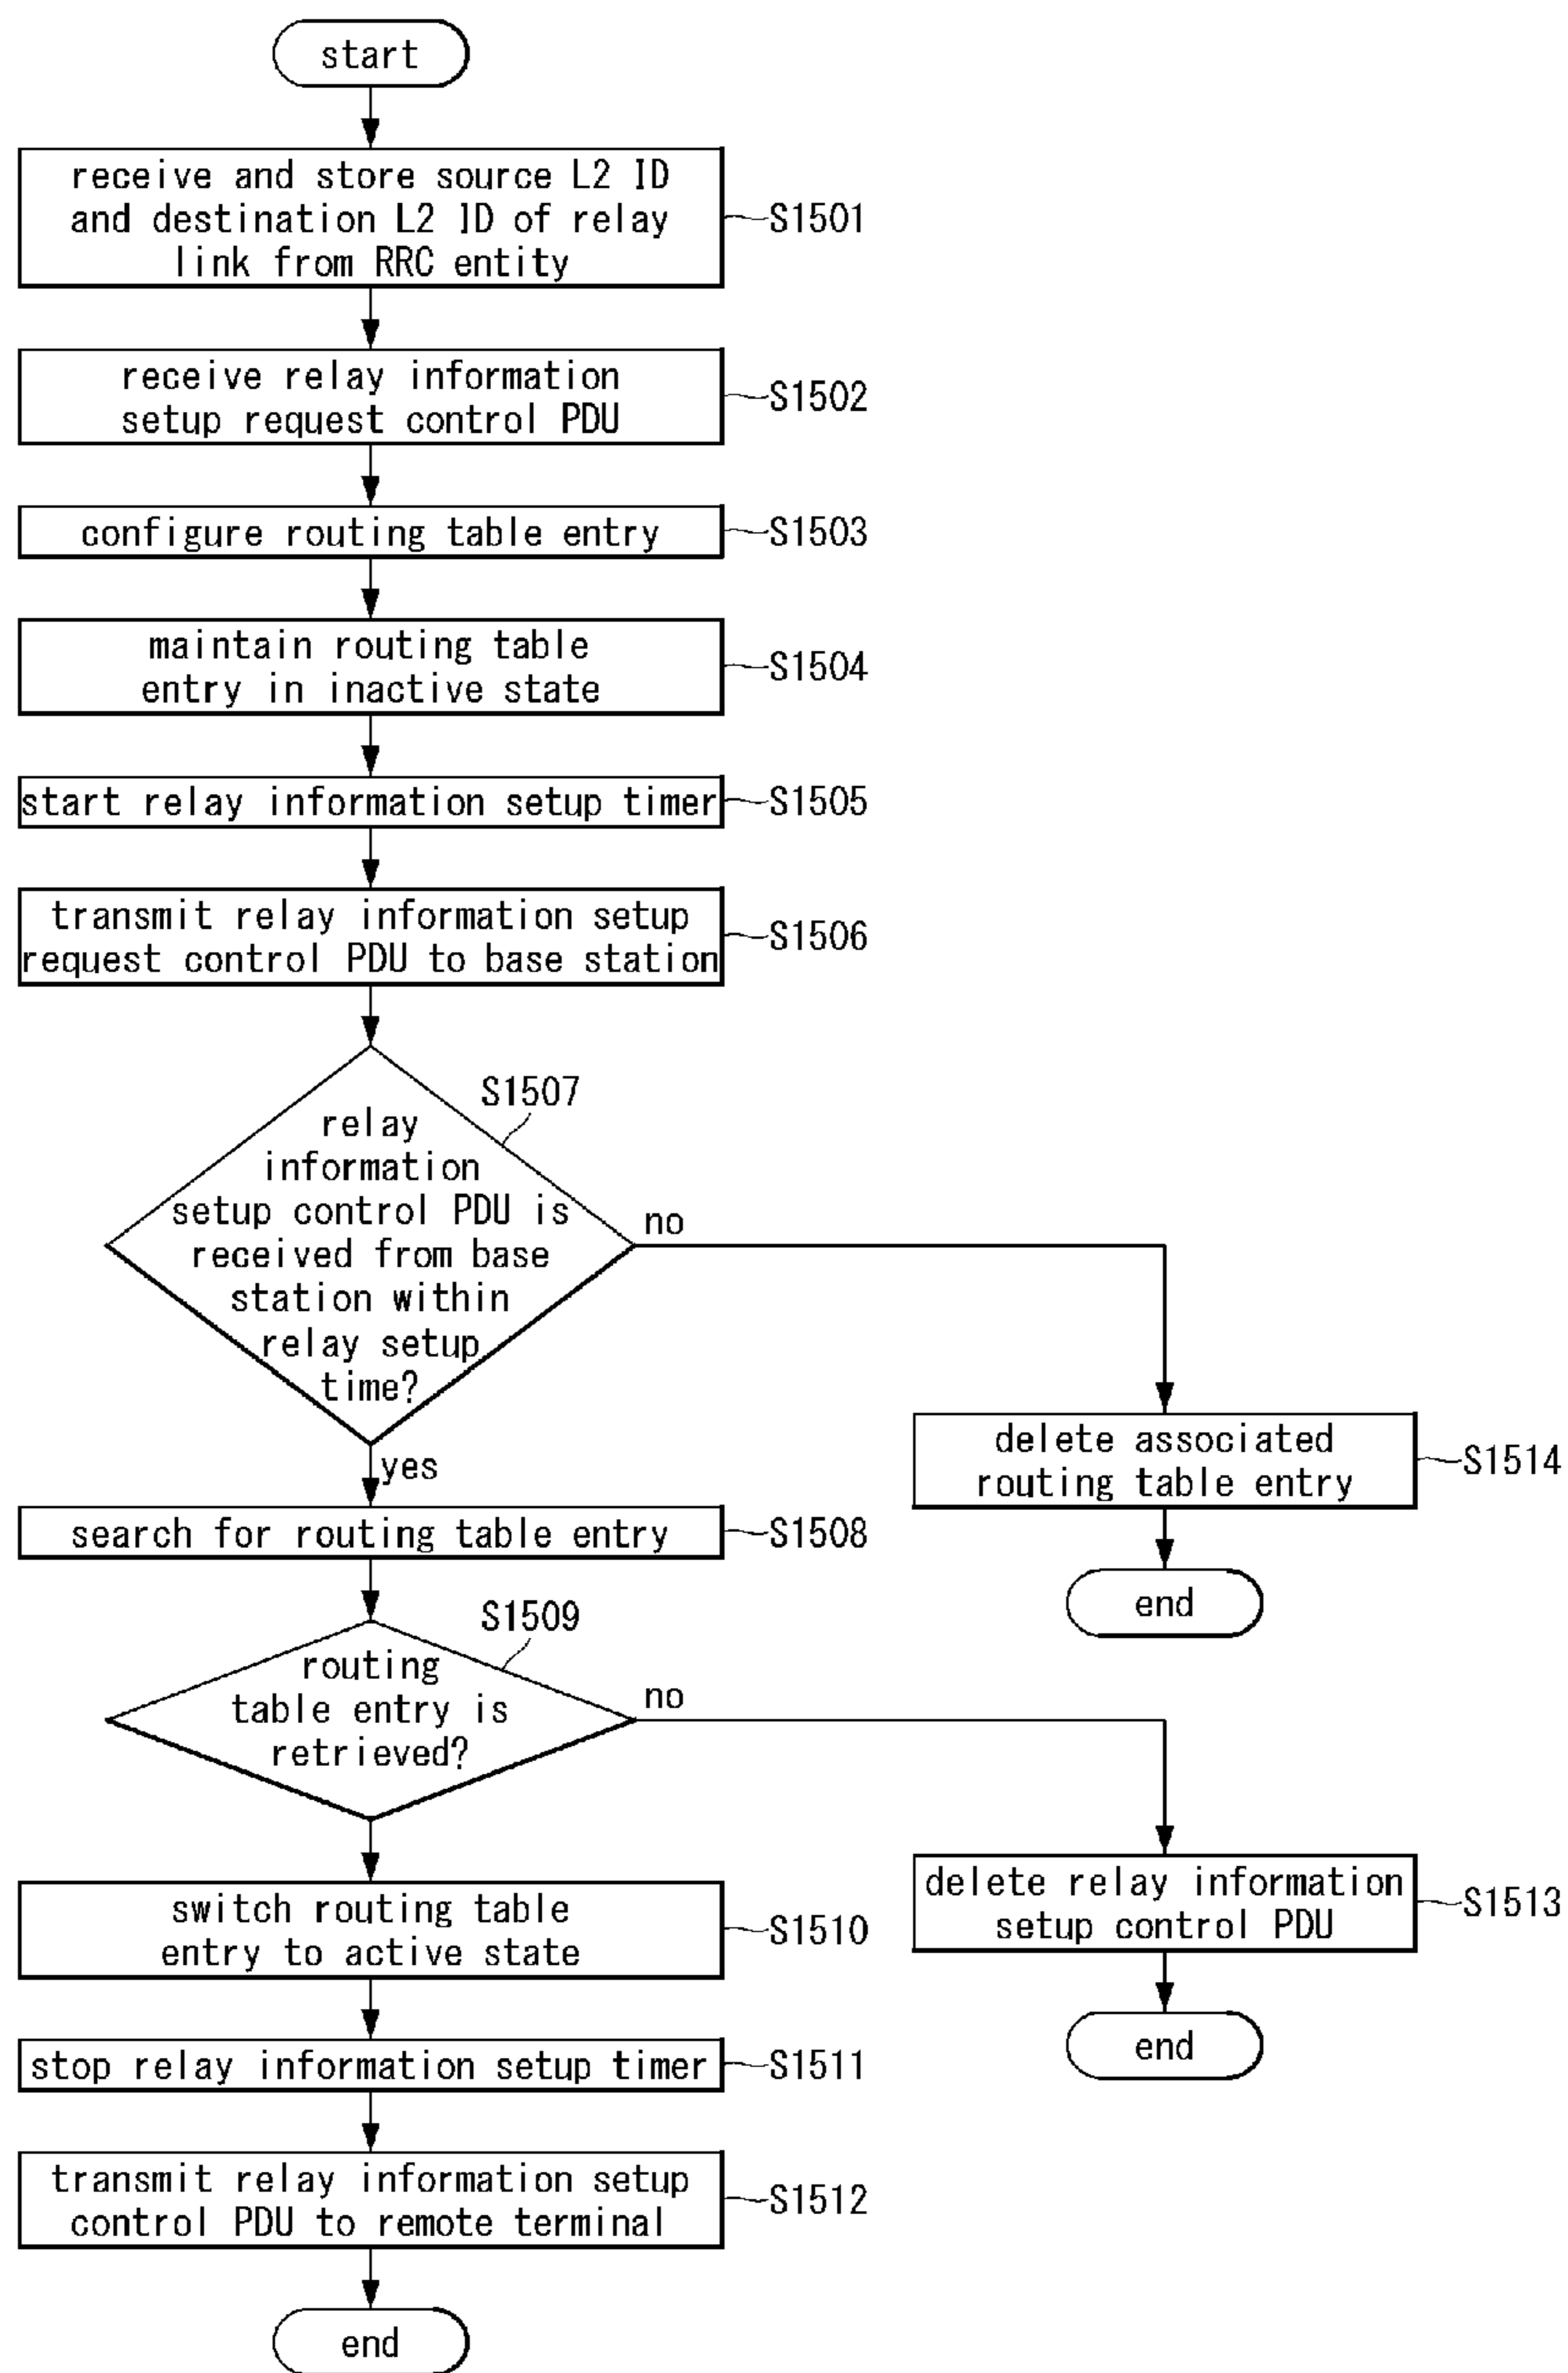 start
receive and store source L2 ID
and destination L2 ID of relay
link from RRC entity
S1501
receive relay information
setup request control PDU
S1502
configure routing table entry
S1503
maintain routing table
entry in inactive state
S1504
start relay information setup timer
S1505
transmit relay information setup
request control PDU to base station
S1506
S1507
relay
information
setup control PDU is
received from base
station within
relay setup
time?
no
yes
delete associated
routing table entry
S1514
end
search for routing table entry
S1508
S1509
routing
table entry is
retrieved?
no
switch routing table
entry to active state
S1510
delete relay information
setup control PDU
S1513
end
stop relay information setup timer
S1511
transmit relay information setup
control PDU to remote terminal
S1512
end